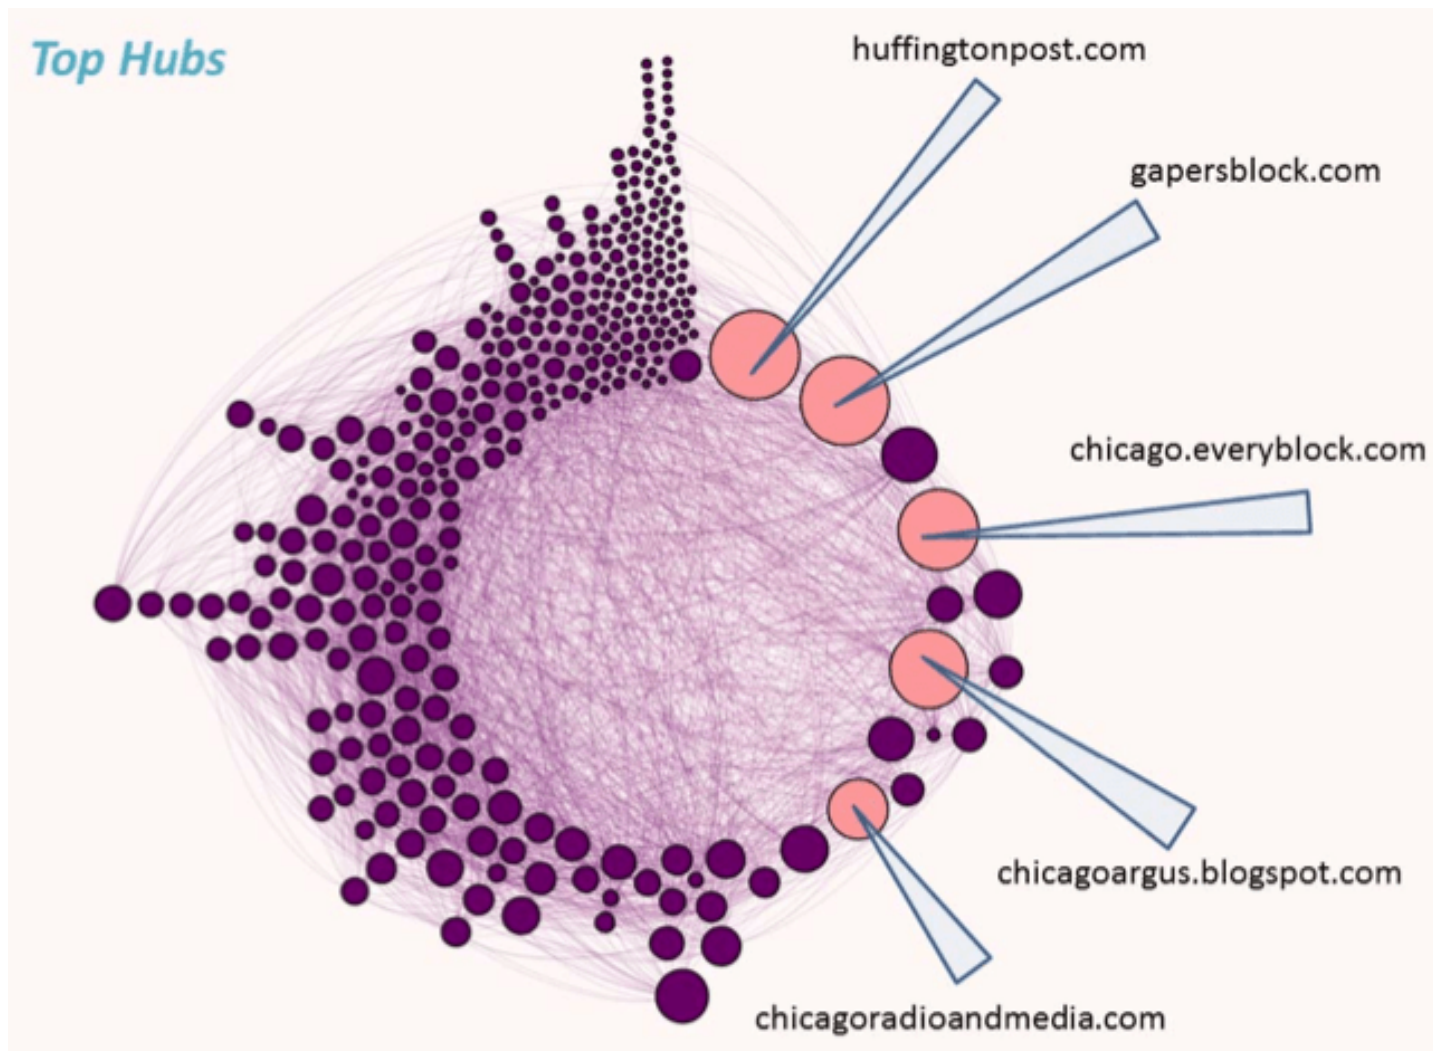 Top Hubs
huffingtonpost.com
gapersblock.com
chicago.everyblock.com
chicagoargus.blogspot.com
chicagoradioandmedia.com